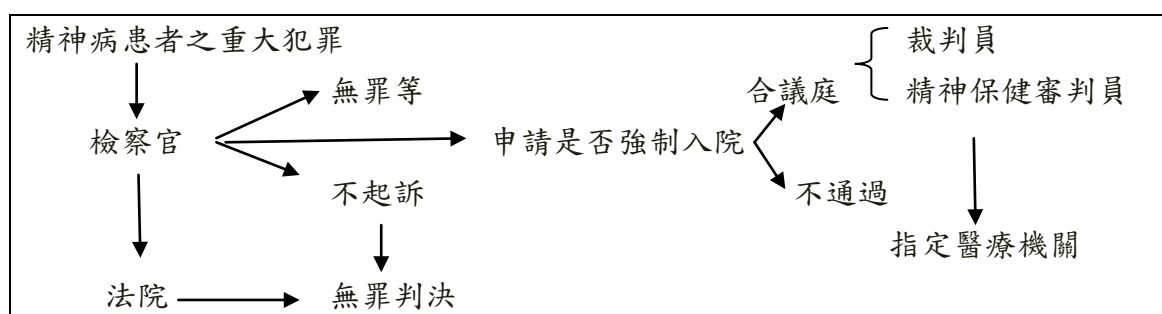 精神病患者之重大犯罪
裁判員
無罪等
合議庭
精神保健審判員
檢察官
申請是否強制入院
不起訴
不通過
指定醫療機關
法院
無罪判決